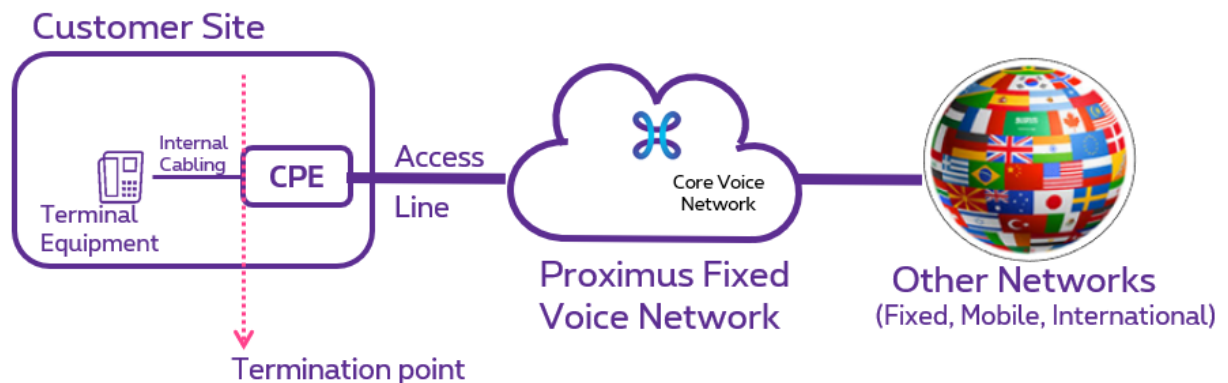 Customer Site
Internal
Cabling
CPE
Terminal
Equipment
Access
Line
Core Voice
Network
Proximus Fixed
Voice Network
Other Networks
(Fixed, Mobile, International)
Termination point